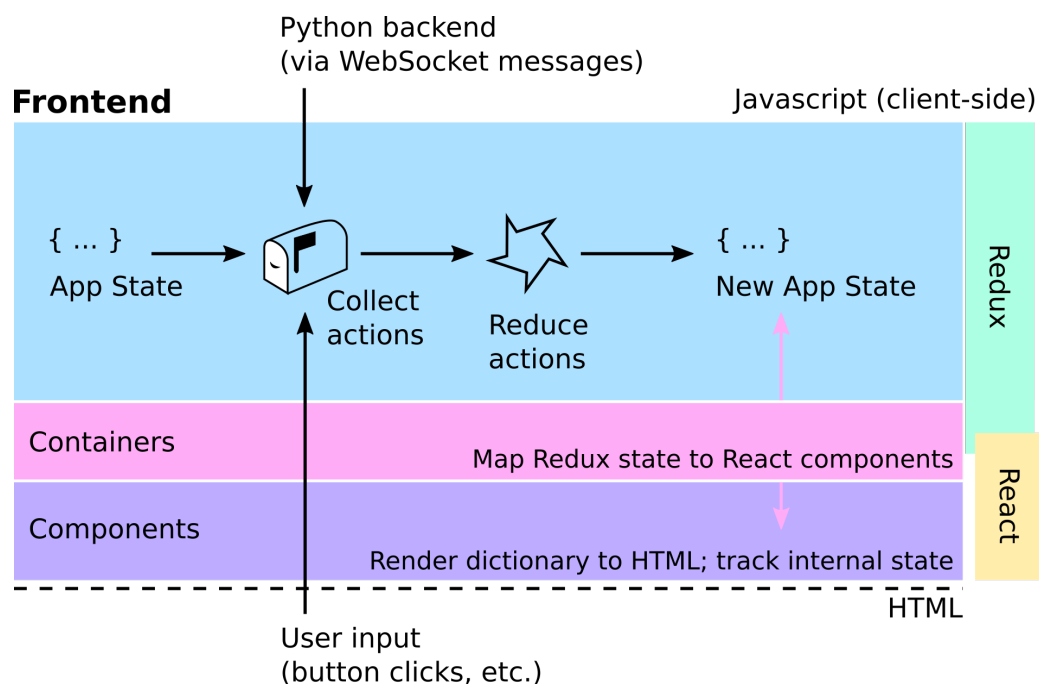 Python backend
(via WebSocket messages)
Frontend
Javascript (client-side)
{ ... }
App State
Collect
actions
Reduce
actions
{ ... }
New App State
Redux
Containers
Map Redux state to React components
React
Components
Render dictionary to HTML; track internal state
HTML
User input
(button clicks, etc.)